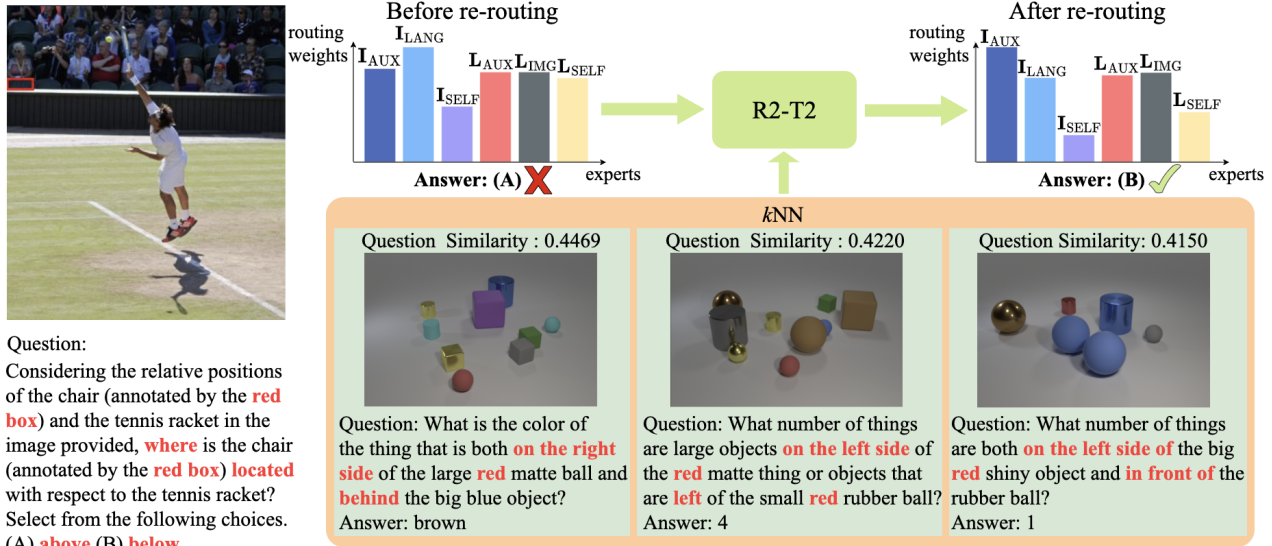 Before re-routing
routing
weights
I_AUX
I_LANG
I_SELF
L_AUX
L_IMG
L_SELF
experts
Answer: (A)
R2-T2
After re-routing
routing
weights
I_AUX
I_LANG
I_SELF
L_AUX
L_IMG
L_SELF
experts
Answer: (B)
Question:
Considering the relative positions
of the chair (annotated by the red
box) and the tennis racket in the
image provided, where is the chair
(annotated by the red box) located
with respect to the tennis racket?
Select from the following choices.
(A) above (B) below
kNN
Question Similarity : 0.4469
Question: What is the color of
the thing that is both on the right
side of the large red matte ball and
behind the big blue object?
Answer: brown
Question Similarity : 0.4220
Question: What number of things
are large objects on the left side of
the red matte thing or objects that
are left of the small red rubber ball?
Answer: 4
Question Similarity: 0.4150
Question: What number of things
are both on the left side of the big
red shiny object and in front of the
rubber ball?
Answer: 1